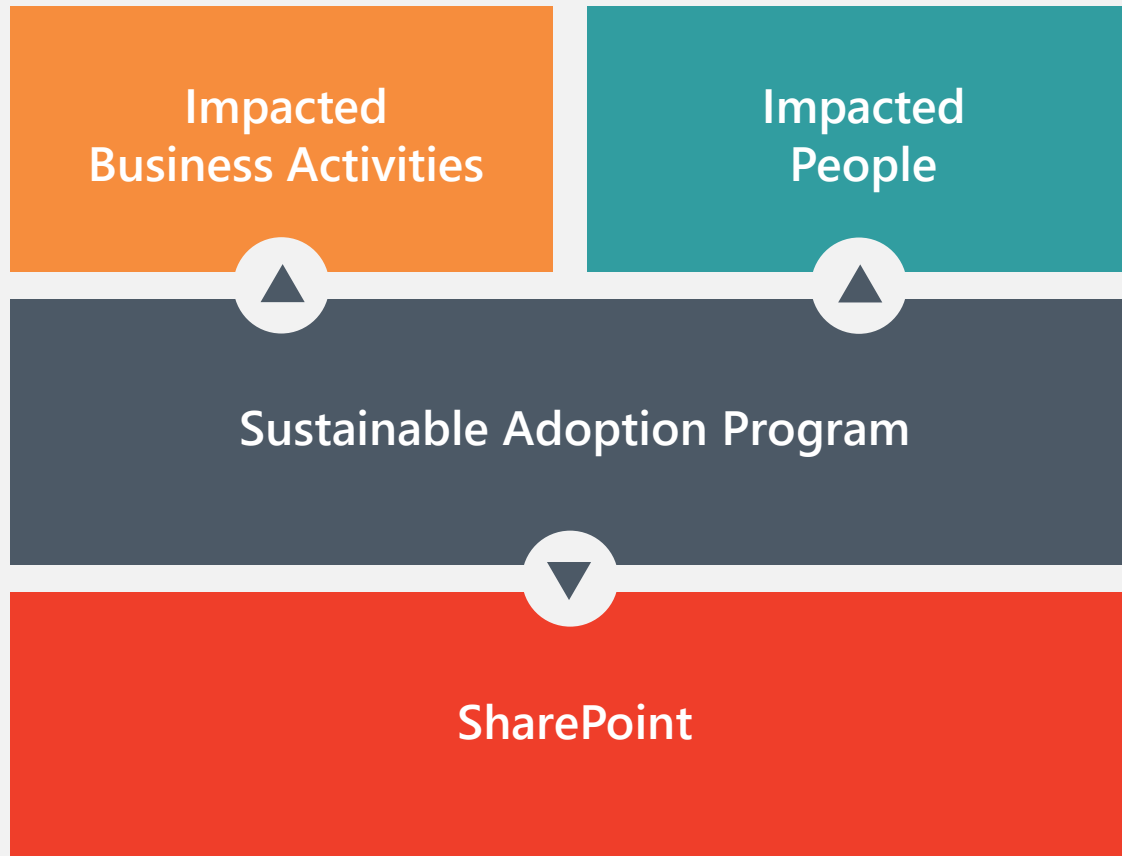 Impacted
Business Activities
Impacted
People
Sustainable Adoption Program
SharePoint